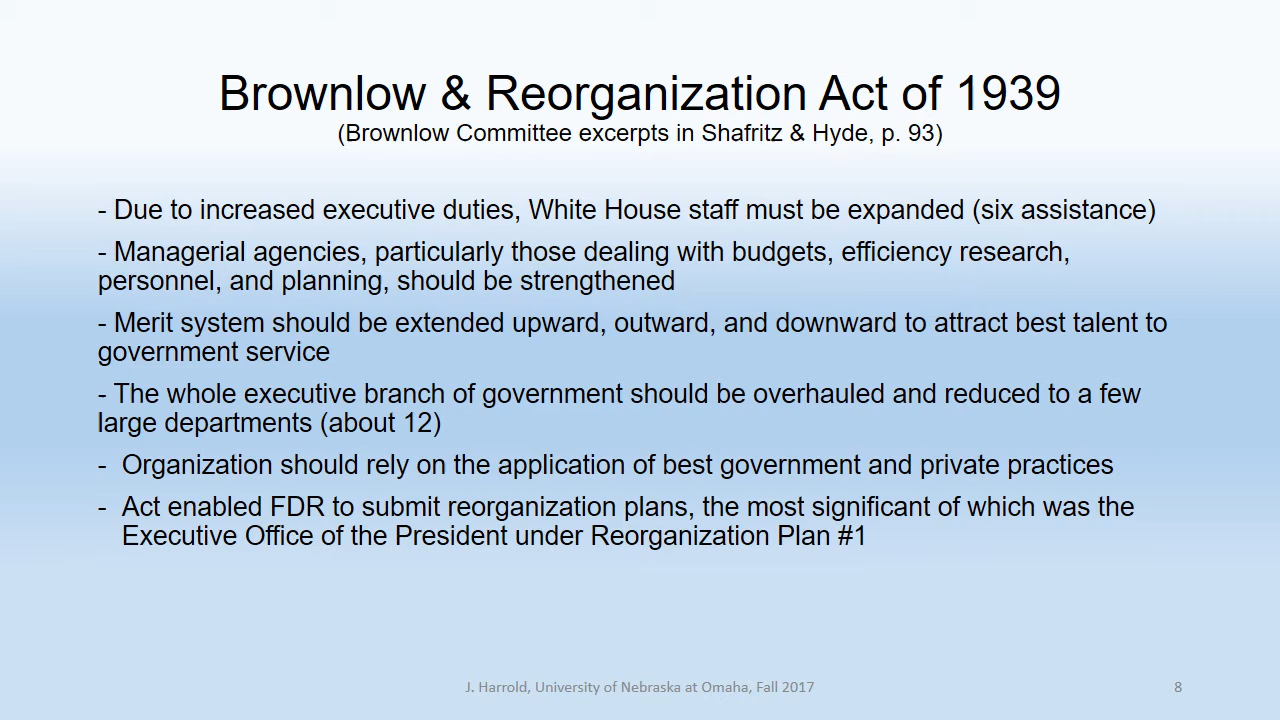 Brownlow & Reorganization Act of 1939
(Brownlow Committee excerpts in Shafritz & Hyde, p. 93)
- Due to increased executive duties, White House staff must be expanded (six assistance)
- Managerial agencies, particularly those dealing with budgets, efficiency research,
personnel, and planning, should be strengthened
- Merit system should be extended upward, outward, and downward to attract best talent to
government service
- The whole executive branch of government should be overhauled and reduced to a few
large departments (about 12)
- Organization should rely on the application of best government and private practices
- Act enabled FDR to submit reorganization plans, the most significant of which was the
Executive Office of the President under Reorganization Plan #1
J. Harrold, University of Nebraska at Omaha, Fall 2017
8